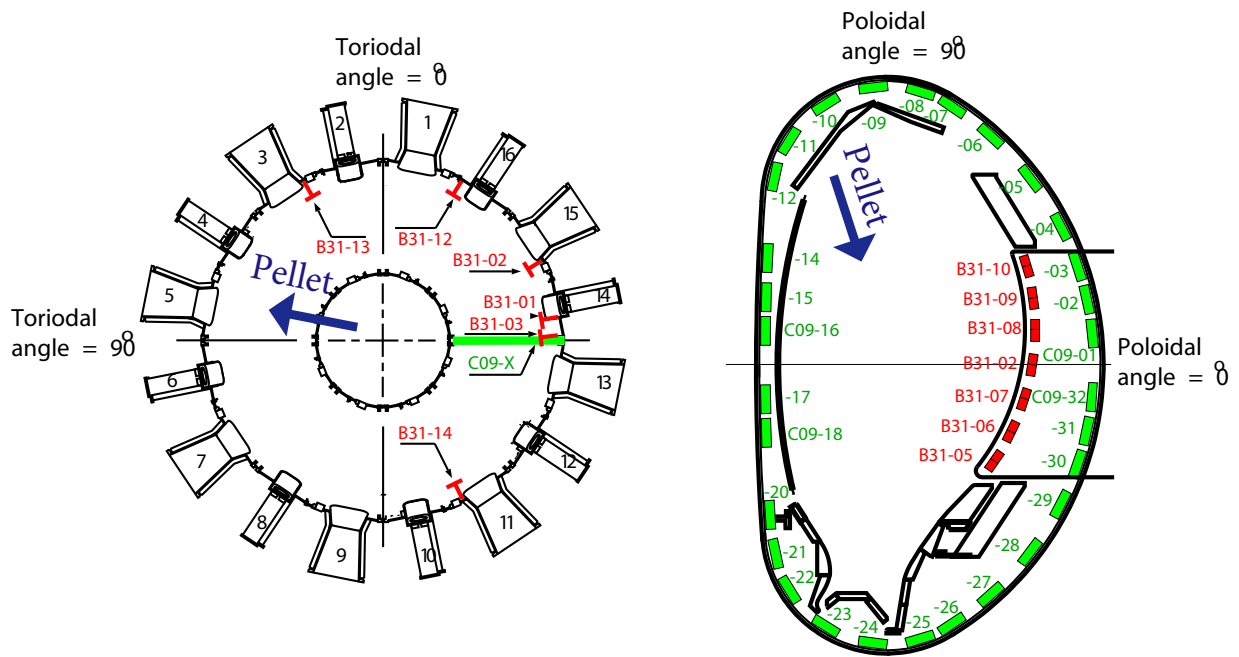 Toriodal
angle = 0°
2
1
3
16
4
15
B31-13
B31-12
B31-02
Pellet
5
B31-01
14
B31-03
C09-X
Toriodal
angle = 90°
6
13
B31-14
7
12
8
11
9
10
Poloidal
angle = 90°
-10
-09
-08
-07
-11
-06
Pellet
-12
-05
-04
-14
B31-10
-03
-15
B31-09
-02
C09-16
B31-08
C09-01
B31-02
Poloidal
angle = 0°
-17
B31-07
C09-32
C09-18
B31-06
-31
B31-05
-30
-20
-29
-21
-28
-22
-27
-23
-26
-24
-25